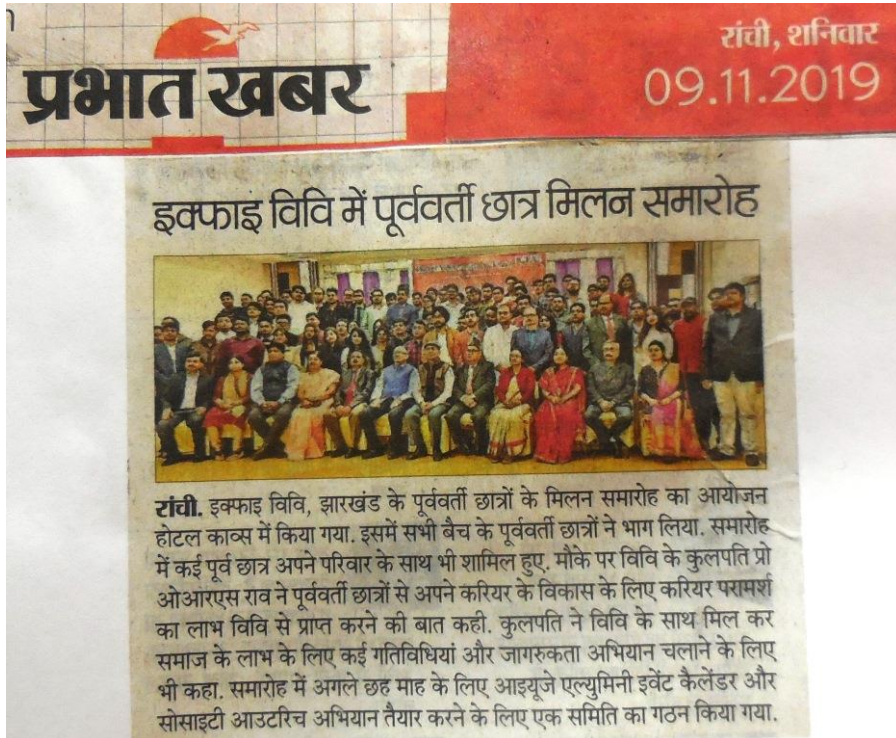 रांची, शनिवार
प्रभात खबर
09.11.2019
इक्फाइ विवि में पूर्ववर्ती छात्र मिलन समारोह
रांची. इक्फाइ विवि, झारखंड के पूर्ववर्ती छात्रों के मिलन समारोह का आयोजन
होटल काव्स में किया गया. इसमें सभी बैच के पूर्ववर्ती छात्रों ने भाग लिया. समारोह
में कई पूर्व छात्र अपने परिवार के साथ भी शामिल हुए. मौके पर विवि के कुलपति प्रो
ओआरएस राव ने पूर्ववर्ती छात्रों से अपने करियर के विकास के लिए करियर परामर्श
का लाभ विवि से प्राप्त करने की बात कही. कुलपति ने विवि के साथ मिल कर
समाज के लाभ के लिए कई गतिविधियां और जागरुकता अभियान चलाने के लिए
भी कहा. समारोह में अगले छह माह के लिए आइयूजे एल्युमिनी इवेंट कैलेंडर और
सोसाइटी आउटरिच अभियान तैयार करने के लिए एक समिति का गठन किया गया.